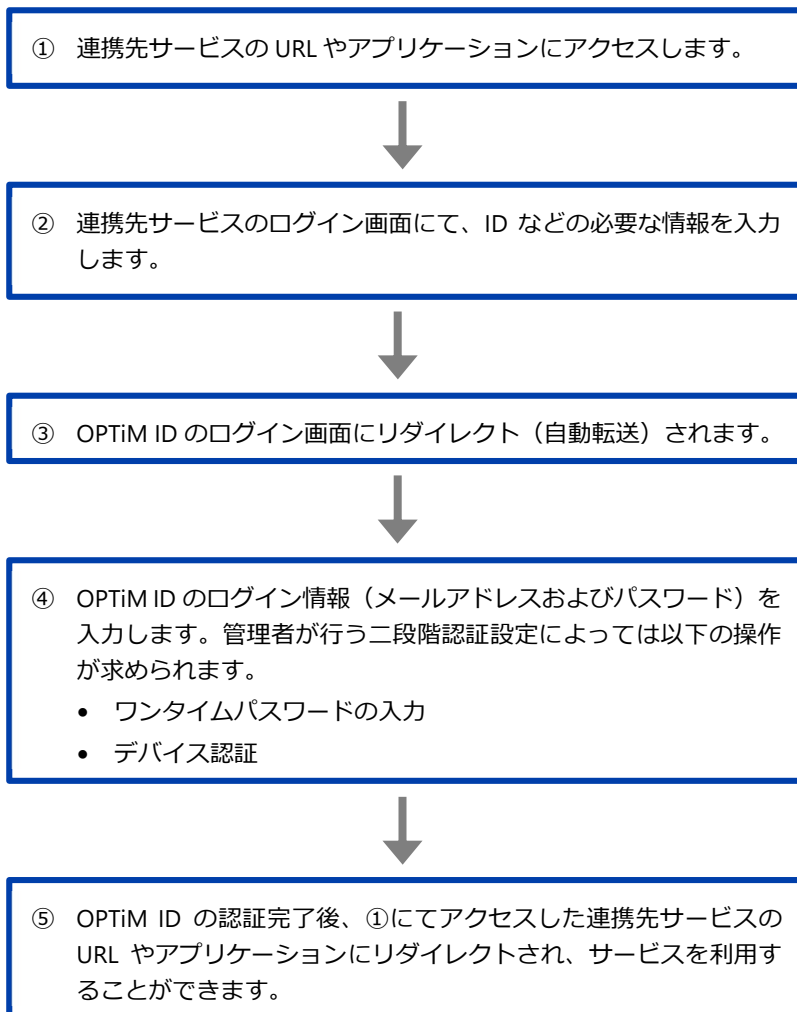 ① 連携先サービスの URL やアプリケーションにアクセスします。
② 連携先サービスのログイン画面にて、ID などの必要な情報を入力
します。
③ OPTiM ID のログイン画面にリダイレクト（自動転送）されます。
④ OPTiM ID のログイン情報（メールアドレスおよびパスワード）を
入力します。管理者が行う二段階認証設定によっては以下の操作
が求められます。
• ワンタイムパスワードの入力
• デバイス認証
⑤ OPTiM ID の認証完了後、①にてアクセスした連携先サービスの
URL やアプリケーションにリダイレクトされ、サービスを利用す
ることができます。